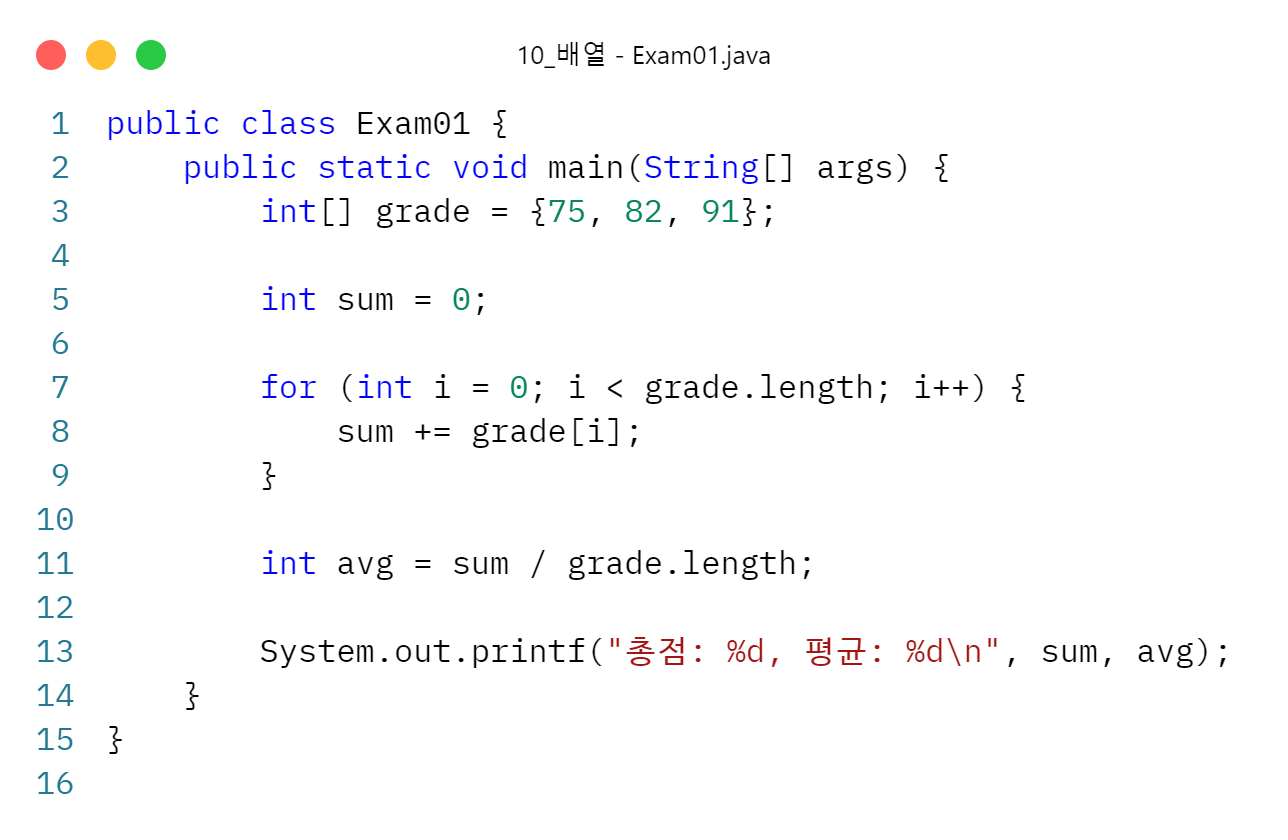 10_배열 - Exam01.java
1 public class Exam01 {
2     public static void main(String[] args) {
3         int[] grade = {75, 82, 91};
4
5         int sum = 0;
6
7         for (int i = 0; i < grade.length; i++) {
8             sum += grade[i];
9         }
10
11         int avg = sum / grade.length;
12
13         System.out.printf("총점: %d, 평균: %d\n", sum, avg);
14     }
15 }
16